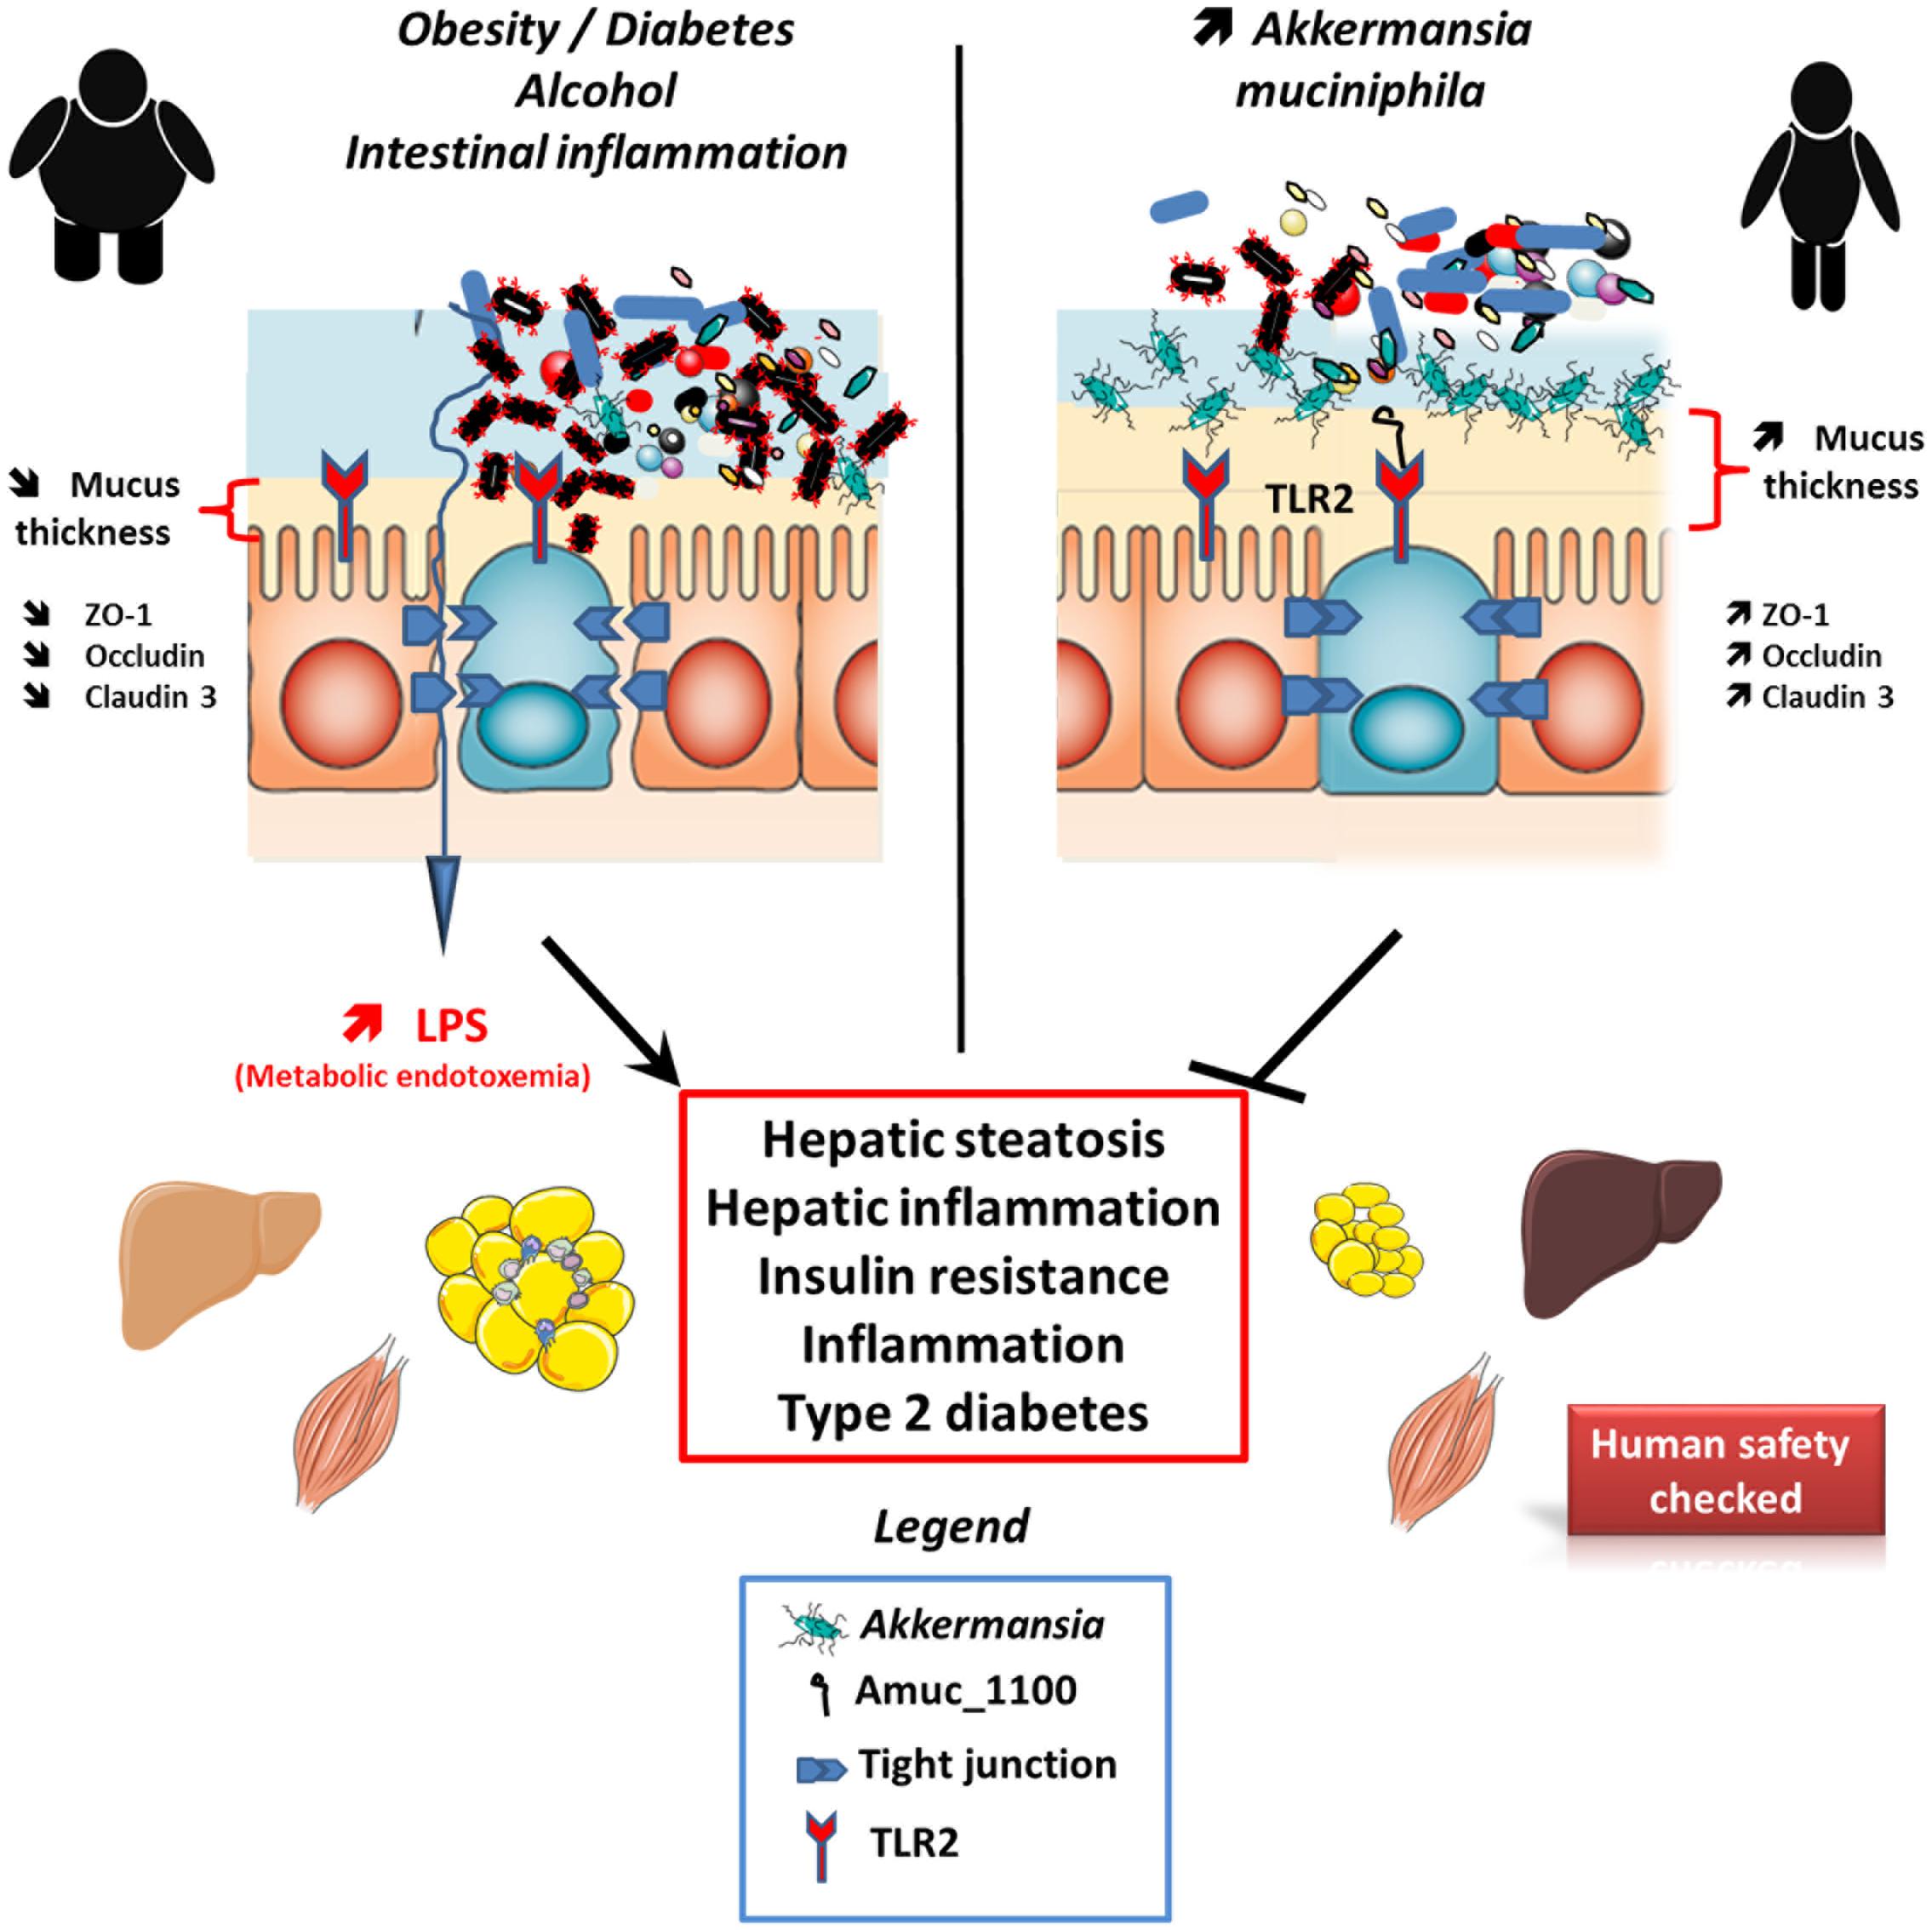 Obesity / Diabetes
Alcohol
Intestinal inflammation
Akkermansia
muciniphila
Mucus
thickness
ZO-1
Occludin
Claudin 3
TLR2
Mucus
thickness
ZO-1
Occludin
Claudin 3
LPS
(Metabolic endotoxemia)
Hepatic steatosis
Hepatic inflammation
Insulin resistance
Inflammation
Type 2 diabetes
Human safety
checked
Legend
Akkermansia
Amuc_1100
Tight junction
TLR2